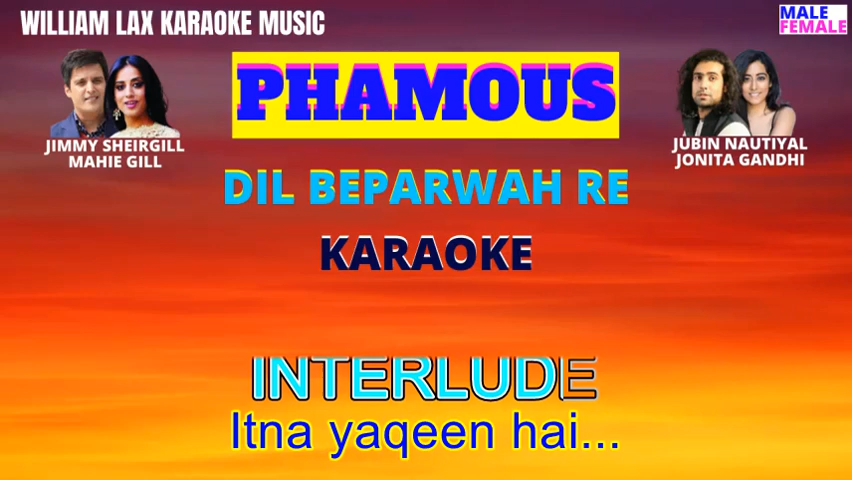 WILLIAM LAX KARAOKE MUSIC
MALE
FEMALE
PHAMOUS
JIMMY SHEIRGILL
MAHIE GILL
JUBIN NAUTIYAL
JONITA GANDHI
DIL BEPARWAH RE
KARAOKE
INTERLUDE
Itna yaqeen hai...